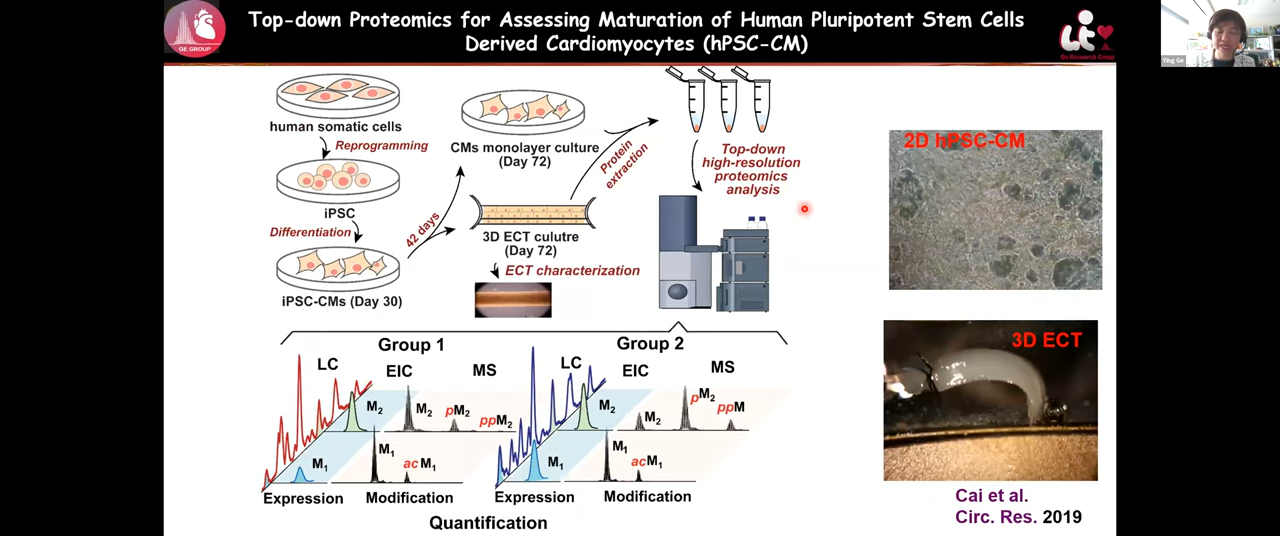 Top-down Proteomics for Assessing Maturation of Human Pluripotent Stem Cells
Derived Cardiomyocytes (hPSC-CM)
GE GROUP
Ge Research Group
Ying Ge
human somatic cells
Reprogramming
iPSC
Differentiation
iPSC-CMs (Day 30)
42 days
CMs monolayer culture
(Day 72)
3D ECT culutre
(Day 72)
ECT characterization
Protein
extraction
Top-down
high-resolution
proteomics
analysis
2D hPSC-CM
3D ECT
Group 1
LC
EIC
MS
M2
M2
pM2
ppM2
M1
M1
acM1
Expression
Modification
Group 2
LC
EIC
MS
M2
M2
pM2
ppM
M1
M1
acM1
Expression
Modification
Quantification
Cai et al.
Circ. Res. 2019